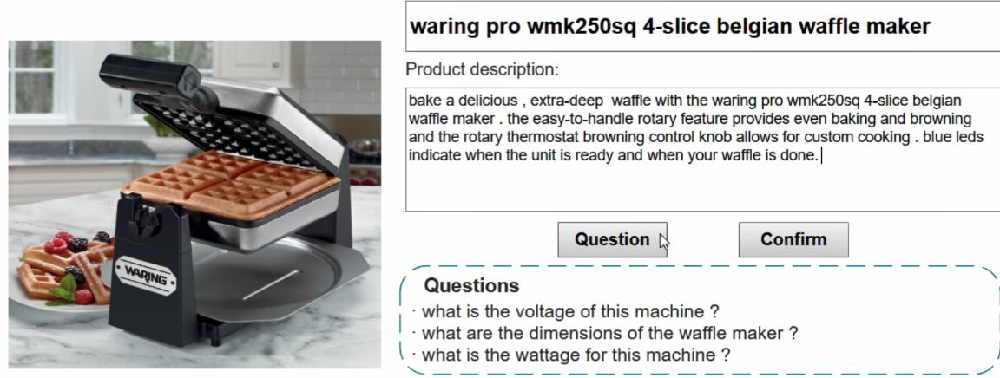 waring pro wmk250sq 4-slice belgian waffle maker
Product description:
bake a delicious , extra-deep  waffle with the waring pro wmk250sq 4-slice belgian
waffle maker . the easy-to-handle rotary feature provides even baking and browning
and the rotary thermostat browning control knob allows for custom cooking . blue leds
indicate when the unit is ready and when your waffle is done.
Question
Confirm
WARING
Questions
· what is the voltage of this machine ?
· what are the dimensions of the waffle maker ?
· what is the wattage for this machine ?